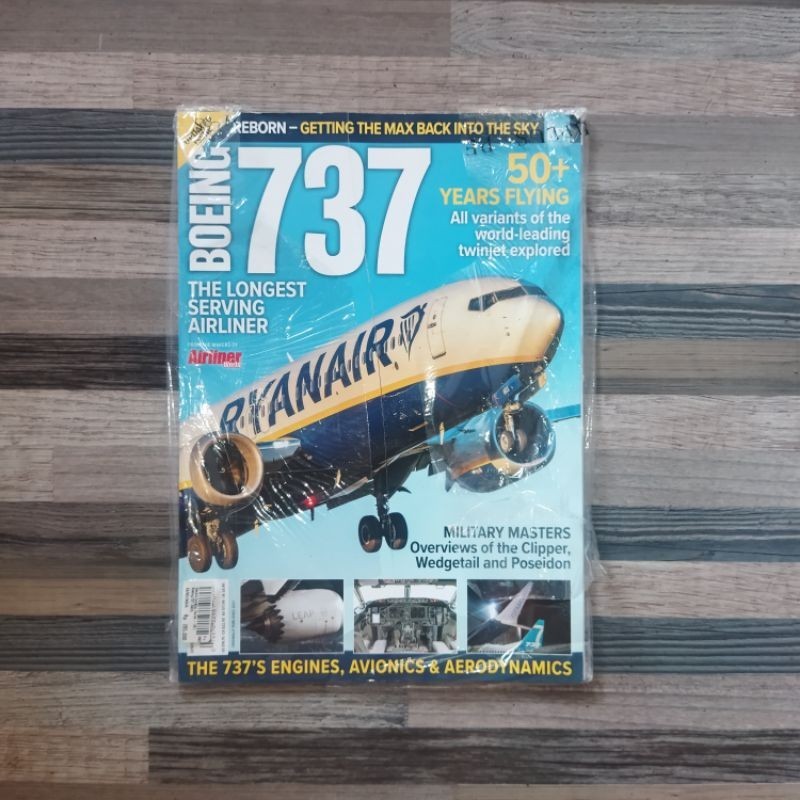 REBORN – GETTING THE MAX BACK INTO THE SKY
BOEING
737
50+
YEARS FLYING
All variants of the
world-leading
twinjet explored
THE LONGEST
SERVING
AIRLINER
Airliner
World
RYANAIR
MILITARY MASTERS
Overviews of the Clipper,
Wedgetail and Poseidon
LEAP
THE 737'S ENGINES, AVIONICS & AERODYNAMICS